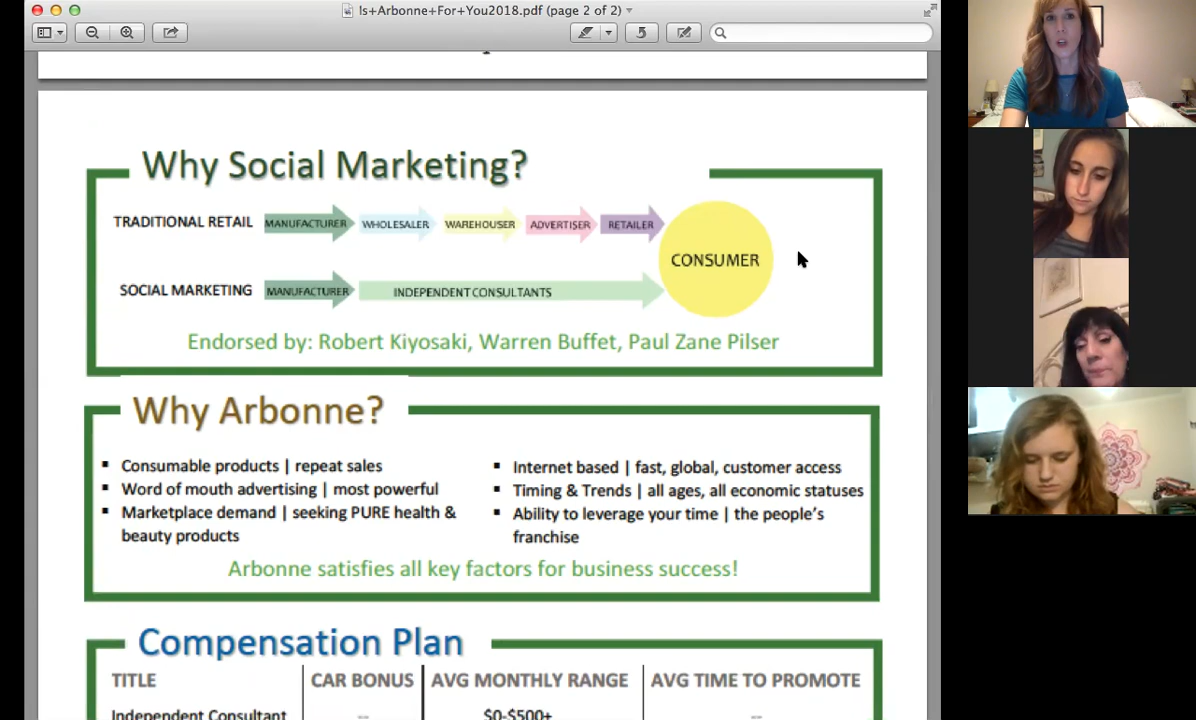 Is+Arbonne+For+You2018.pdf (page 2 of 2)
Why Social Marketing?
TRADITIONAL RETAIL MANUFACTURER WHOLESALER WAREHOUSER ADVERTISER RETAILER
CONSUMER
SOCIAL MARKETING MANUFACTURER INDEPENDENT CONSULTANTS
Endorsed by: Robert Kiyosaki, Warren Buffet, Paul Zane Pilser
Why Arbonne?
▪ Consumable products | repeat sales
▪ Word of mouth advertising | most powerful
▪ Marketplace demand | seeking PURE health &
beauty products
▪ Internet based | fast, global, customer access
▪ Timing & Trends | all ages, all economic statuses
▪ Ability to leverage your time | the people's
franchise
Arbonne satisfies all key factors for business success!
Compensation Plan
TITLE CAR BONUS AVG MONTHLY RANGE AVG TIME TO PROMOTE
Independent Consultant -- $0-$500+ --